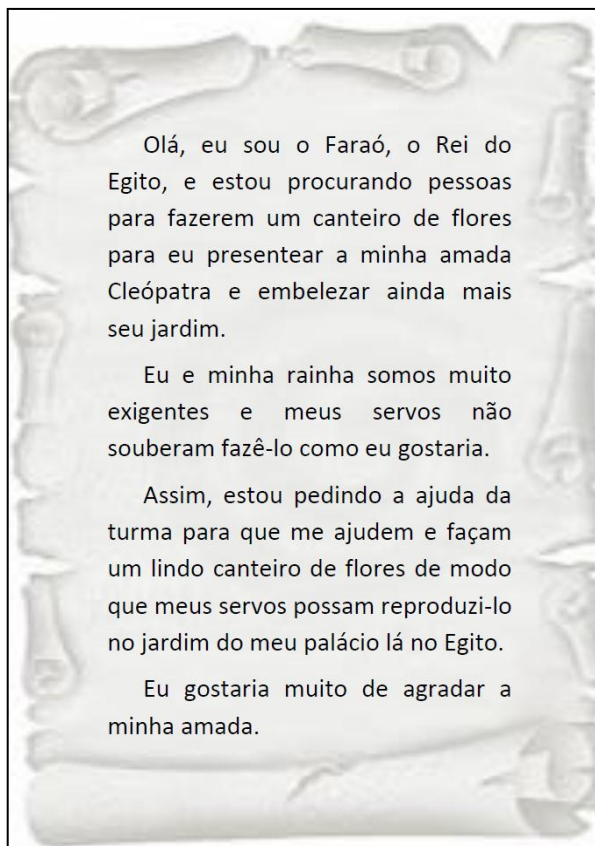 Olá, eu sou o Faraó, o Rei do
Egito, e estou procurando pessoas
para fazerem um canteiro de flores
para eu presentear a minha amada
Cleópatra e embelezar ainda mais
seu jardim.
Eu e minha rainha somos muito
exigentes e meus servos não
souberam fazê-lo como eu gostaria.
Assim, estou pedindo a ajuda da
turma para que me ajudem e façam
um lindo canteiro de flores de modo
que meus servos possam reproduzi-lo
no jardim do meu palácio lá no Egito.
Eu gostaria muito de agradar a
minha amada.